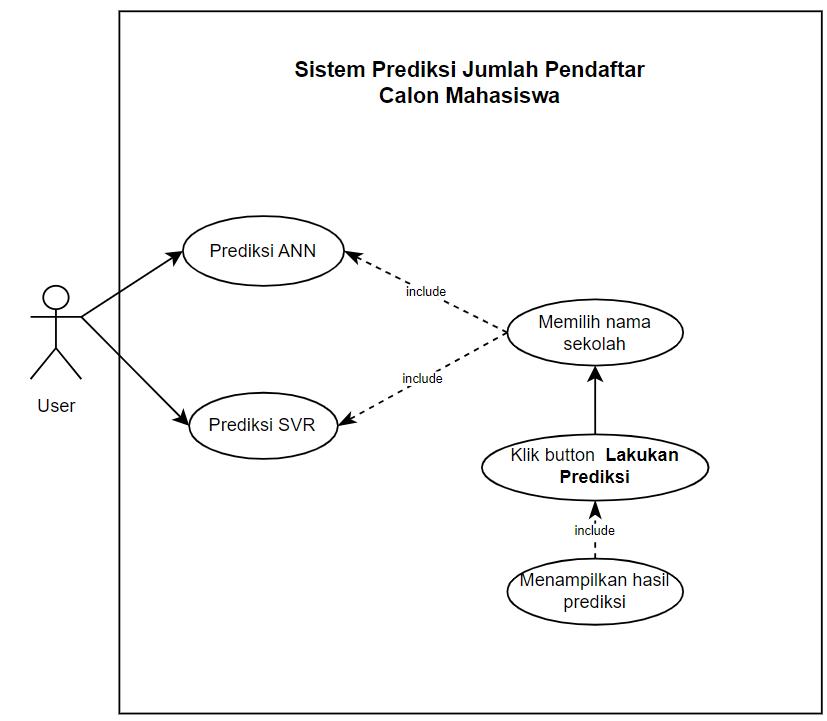 Sistem Prediksi Jumlah Pendaftar
Calon Mahasiswa
Prediksi ANN
include
Memilih nama
sekolah
include
User
Prediksi SVR
Klik button Lakukan
Prediksi
include
Menampilkan hasil
prediksi